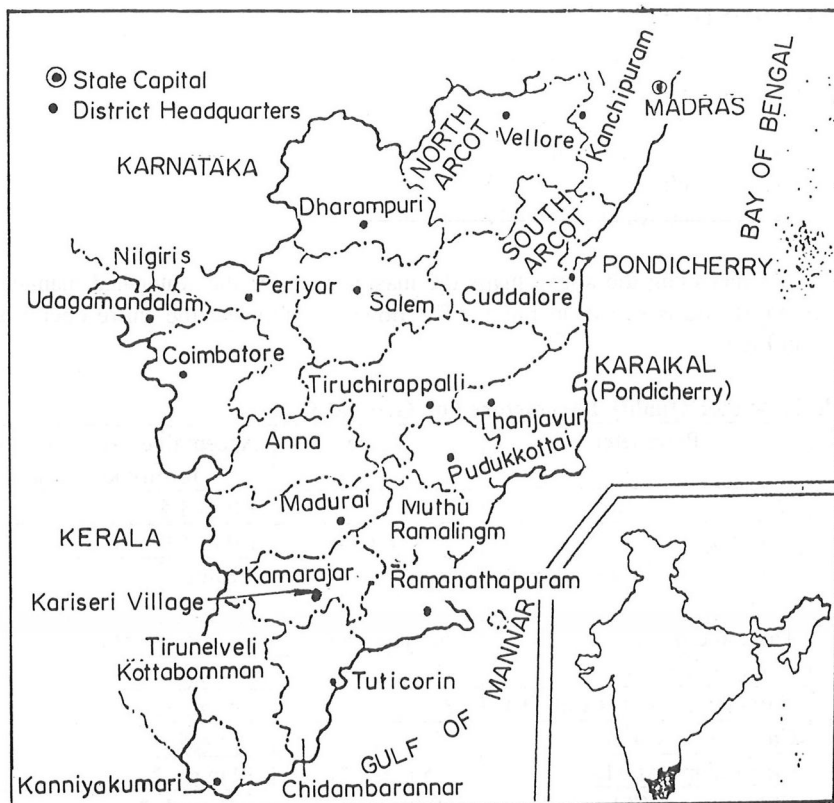 State Capital
District Headquarters
KARNATAKA
NORTH
ARCOT
Vellore
Kanchipuram
MADRAS
BAY OF BENGAL
Dharampuri
SOUTH
ARCOT
Nilgiris
Udagamandalam
Periyar
Salem
Cuddalore
PONDICHERRY
Coimbatore
Tiruchirappalli
KARAIKAL
(Pondicherry)
Thanjavur
Anna
Pudukkottai
Madurai
Muthu
Ramalingm
KERALA
Kamarajar
Ramanathapuram
Kariseri Village
Tirunelveli
Kottabomman
Tuticorin
GULF OF MANNAR
Kanniyakumari
Chidambarannar